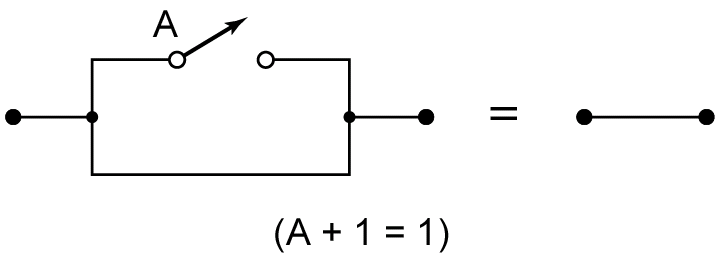 A
=
(A + 1 = 1)